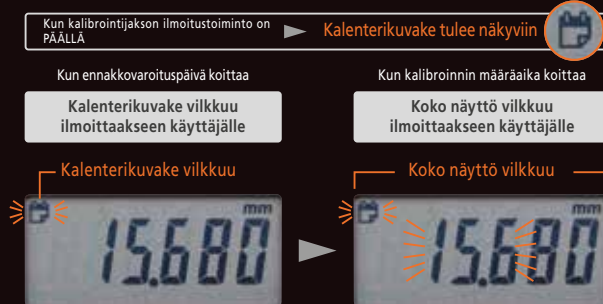 Kun kalibrointijakson ilmoitustoiminto on
PÄÄLLÄ
Kalenterikuvake tulee näkyviin
Kun ennakkovaroituspäivä koittaa
Kun kalibroinnin määräaika koittaa
Kalenterikuvake vilkkuu
ilmoittaakseen käyttäjälle
Koko näyttö vilkkuu
ilmoittaakseen käyttäjälle
Kalenterikuvake vilkkuu
Koko näyttö vilkkuu
mm
15.680
mm
15.680